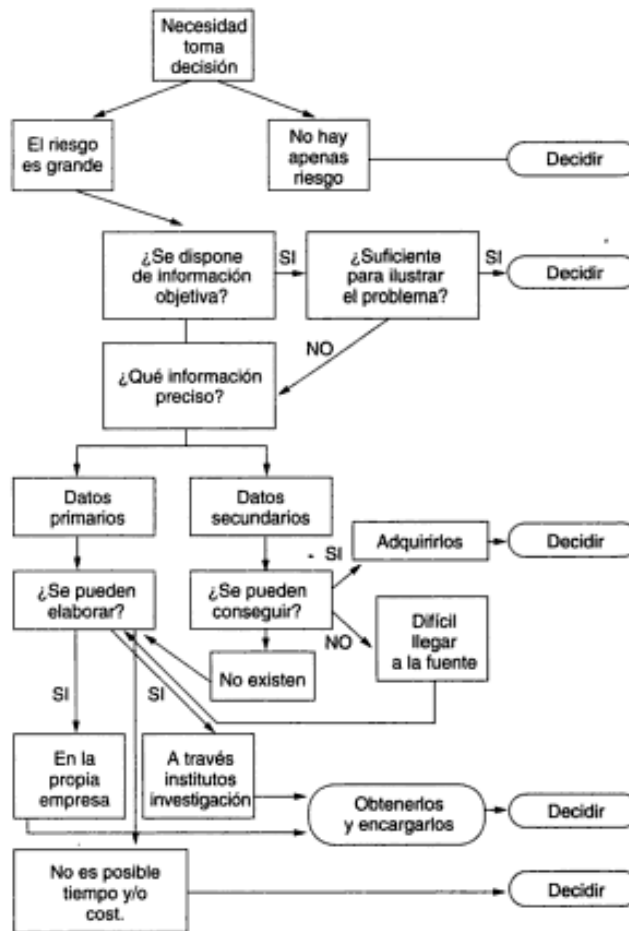 Necesidad
toma
decisión
El riesgo
es grande
No hay
apenas
riesgo
Decidir
¿Se dispone
de información
objetiva?
SI
¿Suficiente
para ilustrar
el problema?
SI
Decidir
NO
¿Qué información
preciso?
Datos
primarios
Datos
secundarios
SI
Adquirirlos
Decidir
¿Se pueden
elaborar?
¿Se pueden
conseguir?
NO
Difícil
llegar
a la fuente
No existen
SI
SI
En la
propia
empresa
A través
institutos
investigación
Obtenerlos
y encargarlos
Decidir
No es posible
tiempo y/o
cost.
Decidir